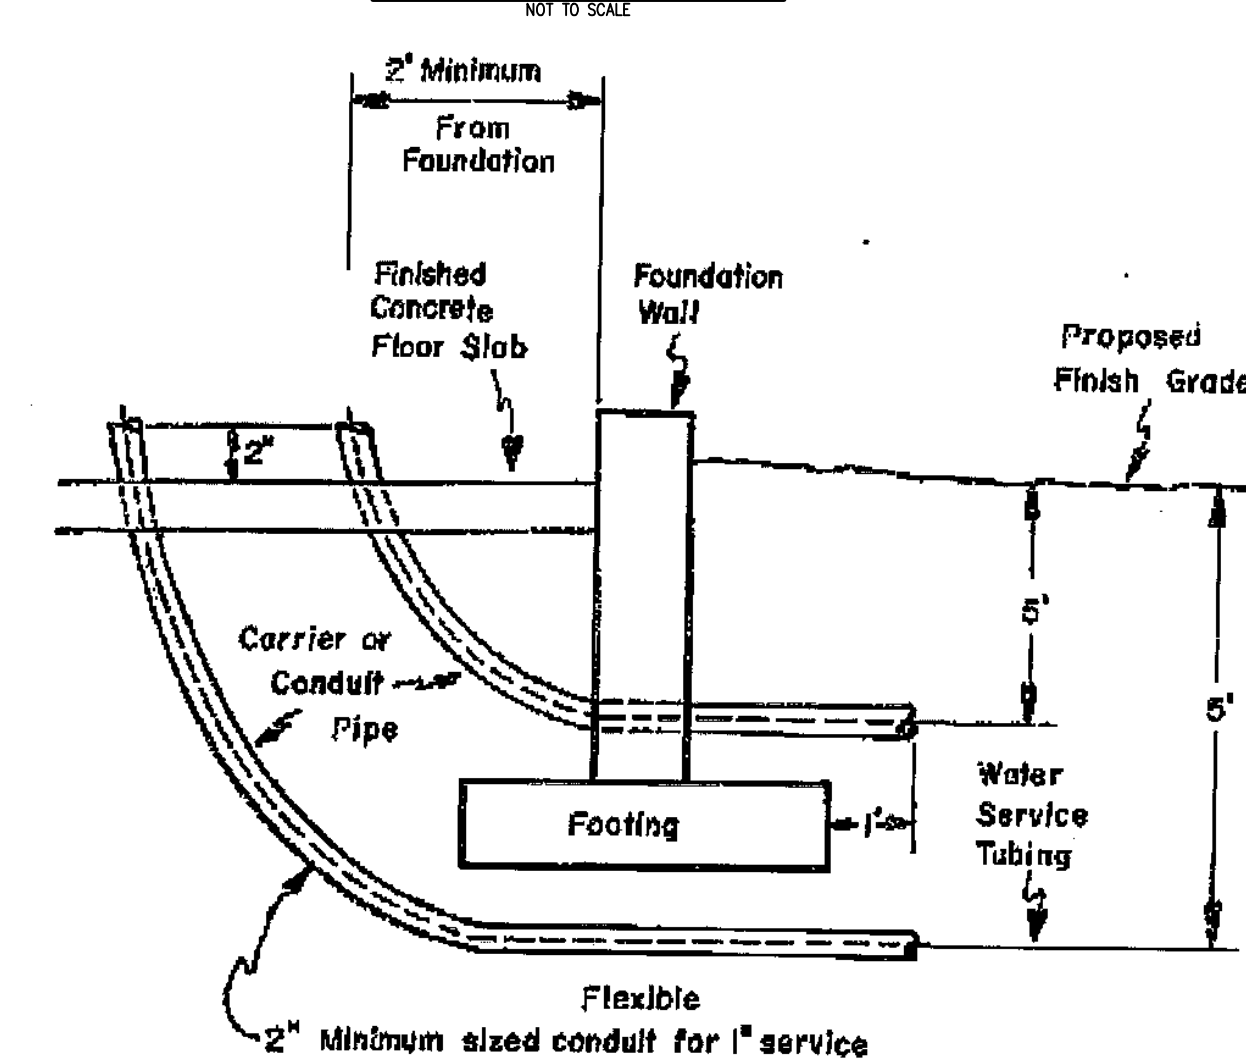 NOT TO SCALE
2' Minimum
From
Foundation
Finished
Concrete
Floor Slab
Foundation
Wall
Proposed
Finish Grade
2"
5'
5'
Carrier or
Conduit
Pipe
Water
Service
Tubing
Footing
1'
Flexible
2" Minimum sized conduit for 1" service